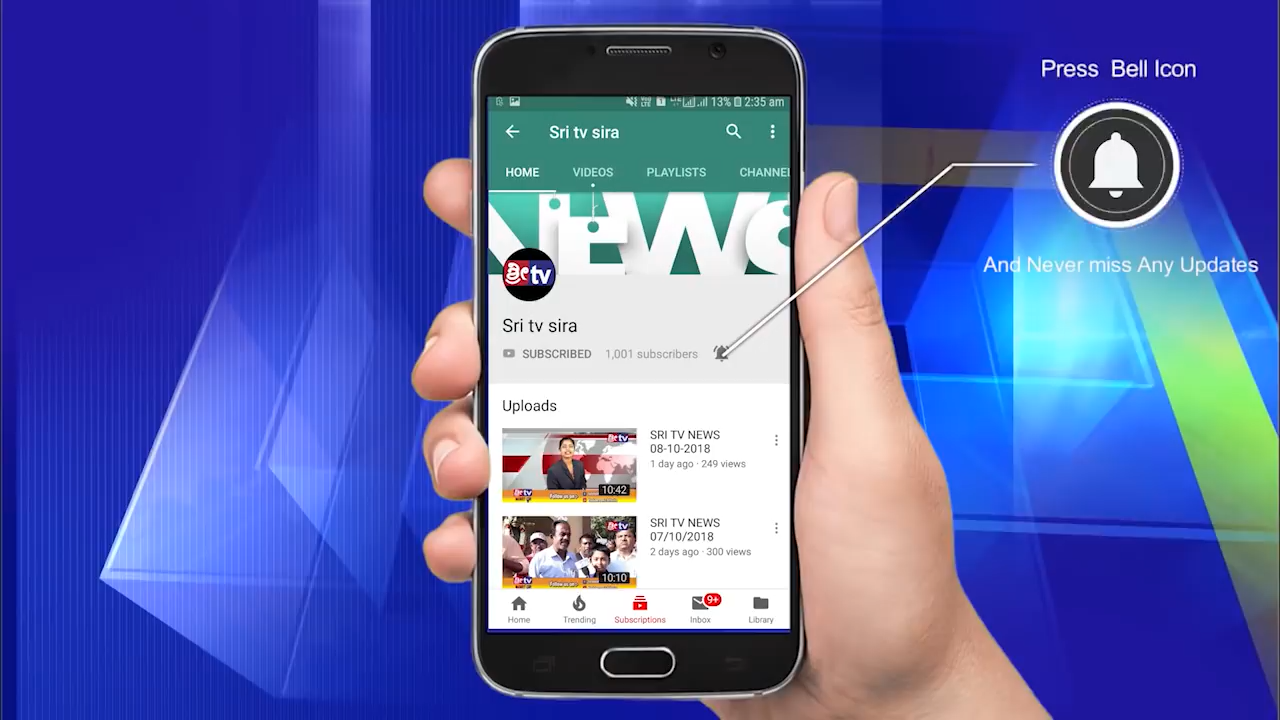 Press Bell Icon
And Never miss Any Updates
13% 2:35 am
Sri tv sira
HOME VIDEOS PLAYLISTS CHANNEL
NEWS
ಶ್ರೀ tv
Sri tv sira
SUBSCRIBED 1,001 subscribers
Uploads
SRI TV NEWS
08-10-2018
1 day ago · 249 views
10:42
SRI TV NEWS
07/10/2018
2 days ago · 300 views
10:10
9+
Home Trending Subscriptions Inbox Library